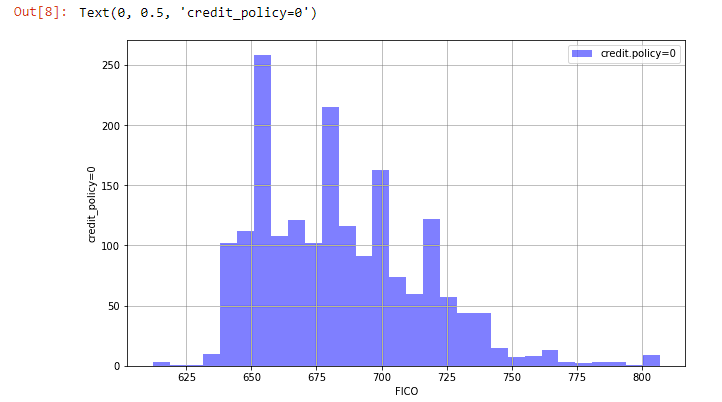 Out[8]: Text(0, 0.5, 'credit_policy=0')
credit.policy=0
250
200
150
100
50
0
credit_policy=0
625 650 675 700 725 750 775 800
FICO